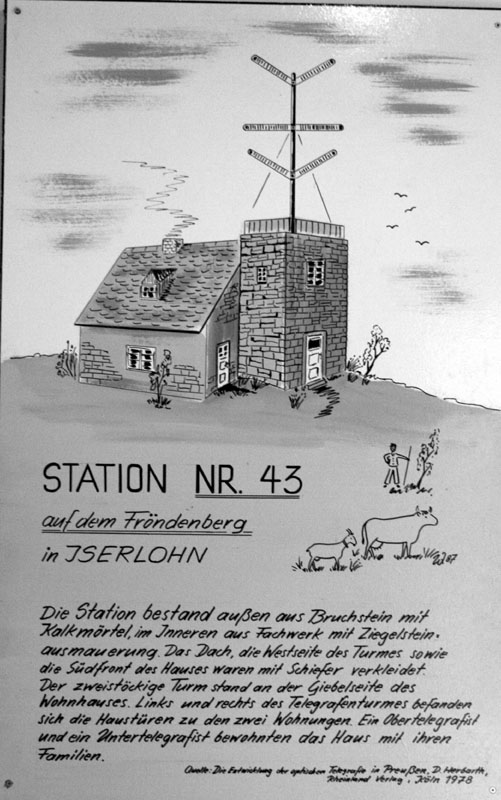 STATION NR. 43
auf dem Fröndenberg
in ISERLOHN
Die Station bestand außen aus Bruchstein mit
Kalkmörtel, im Inneren aus Fachwerk mit Ziegelstein-
ausmauerung. Das Dach, die Westseite des Turmes sowie
die Südfront des Hauses waren mit Schiefer verkleidet.
Der zweistöckige Turm stand an der Giebelseite des
Wohnhauses. Links und rechts des Telegrafenturmes befanden
sich die Haustüren zu den zwei Wohnungen. Ein Obertelegrafist
und ein Untertelegrafist bewohnten das Haus mit ihren
Familien.
Quelle: Die Entwicklung der optischen Telegrafie in Preußen, D. Herbarth,
Rheinland Verlag, Köln 1978